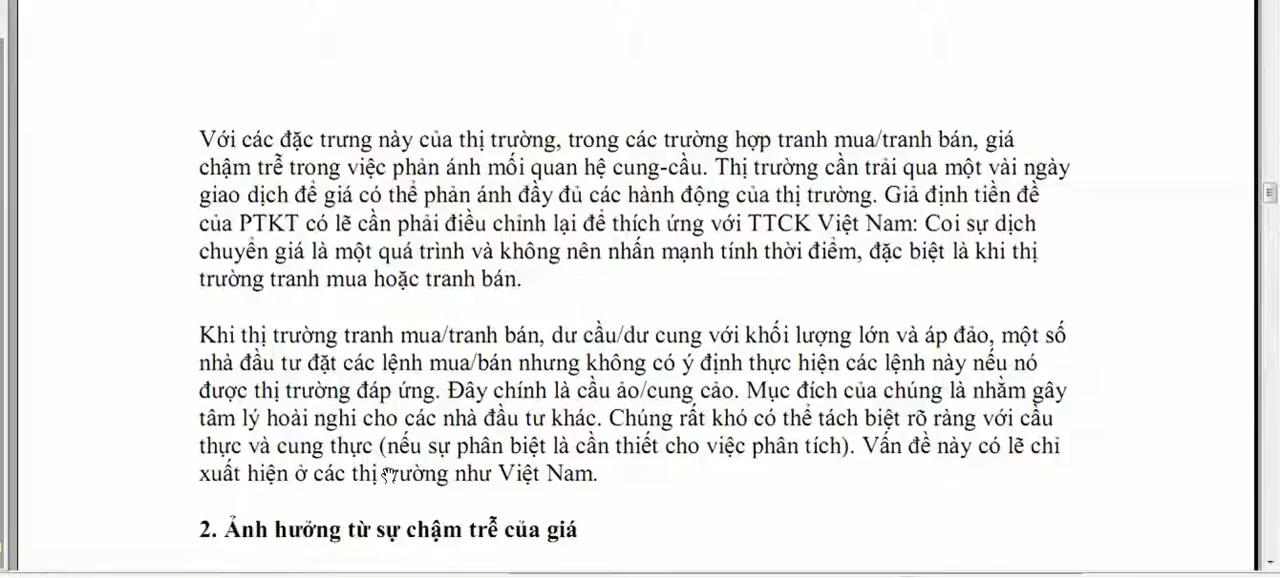 Với các đặc trưng này của thị trường, trong các trường hợp tranh mua/tranh bán, giá
chậm trễ trong việc phản ánh mối quan hệ cung-cầu. Thị trường cần trải qua một vài ngày
giao dịch để giá có thể phản ánh đầy đủ các hành động của thị trường. Giả định tiền đề
của PTKT có lẽ cần phải điều chỉnh lại để thích ứng với TTCK Việt Nam: Coi sự dịch
chuyển giá là một quá trình và không nên nhấn mạnh tính thời điểm, đặc biệt là khi thị
trường tranh mua hoặc tranh bán.
Khi thị trường tranh mua/tranh bán, dư cầu/dư cung với khối lượng lớn và áp đảo, một số
nhà đầu tư đặt các lệnh mua/bán nhưng không có ý định thực hiện các lệnh này nếu nó
được thị trường đáp ứng. Đây chính là cầu ảo/cung cảo. Mục đích của chúng là nhằm gây
tâm lý hoài nghi cho các nhà đầu tư khác. Chúng rất khó có thể tách biệt rõ ràng với cầu
thực và cung thực (nếu sự phân biệt là cần thiết cho việc phân tích). Vấn đề này có lẽ chỉ
xuất hiện ở các thị trường như Việt Nam.
2. Ảnh hưởng từ sự chậm trễ của giá